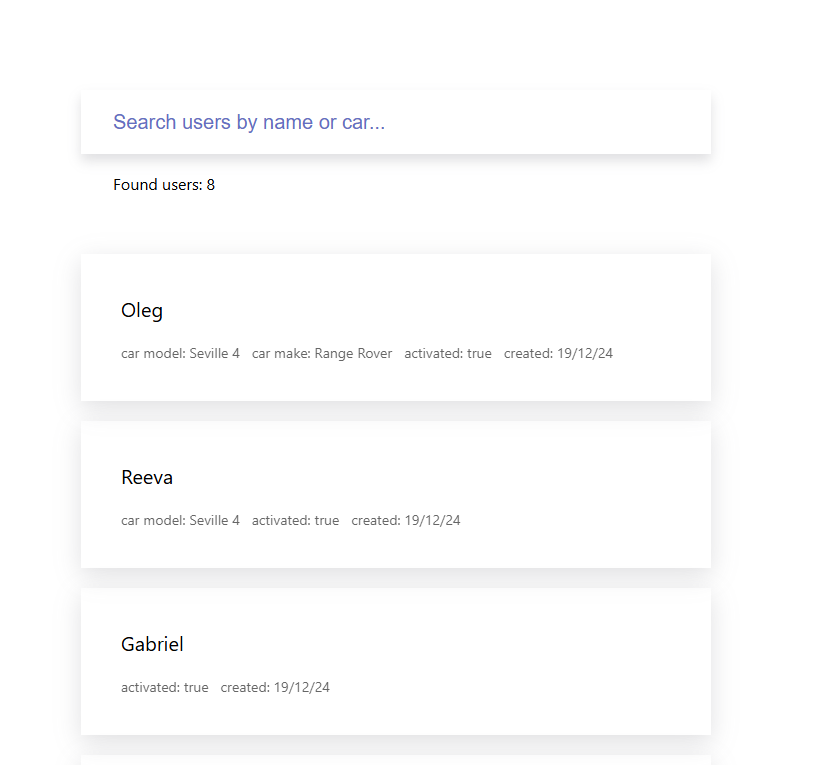 Search users by name or car...
Found users: 8
Oleg
car model: Seville 4 car make: Range Rover activated: true created: 19/12/24
Reeva
car model: Seville 4 activated: true created: 19/12/24
Gabriel
activated: true created: 19/12/24